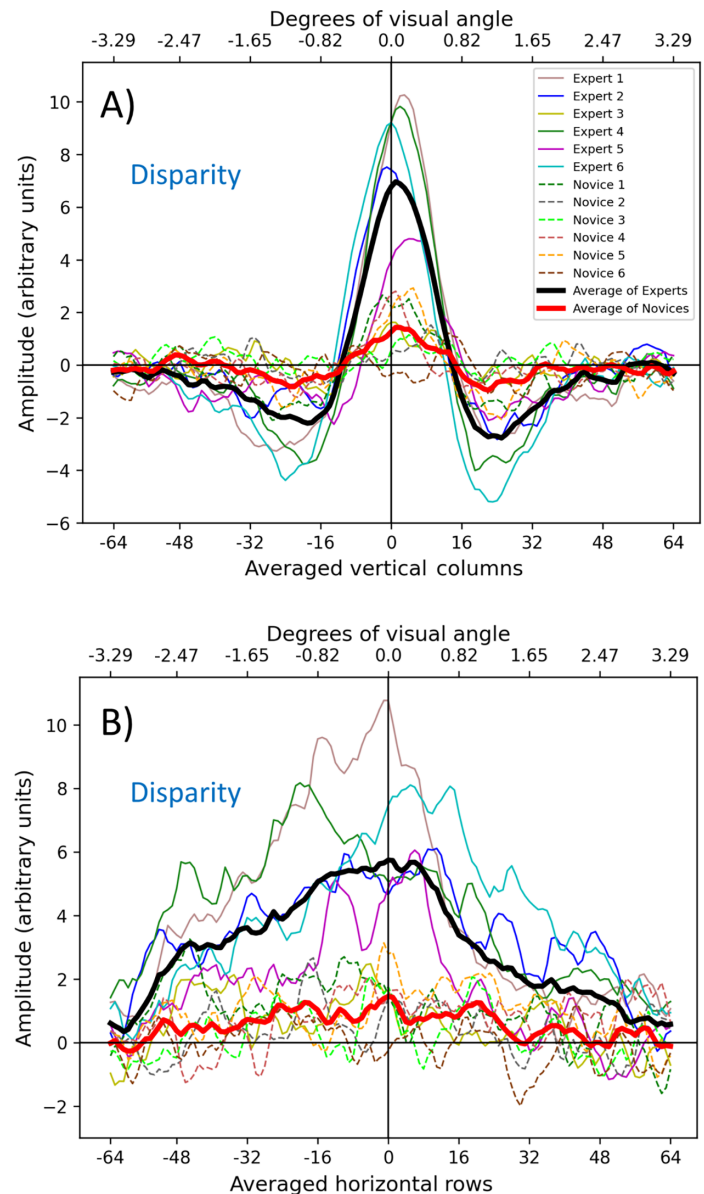 Degrees of visual angle
-3.29 -2.47 -1.65 -0.82 0.0 0.82 1.65 2.47 3.29
A)
Disparity
Expert 1
Expert 2
Expert 3
Expert 4
Expert 5
Expert 6
Novice 1
Novice 2
Novice 3
Novice 4
Novice 5
Novice 6
Average of Experts
Average of Novices
Amplitude (arbitrary units)
10
8
6
4
2
0
−2
−4
−6
-64 -48 -32 -16 0 16 32 48 64
Averaged vertical columns
Degrees of visual angle
-3.29 -2.47 -1.65 -0.82 0.0 0.82 1.65 2.47 3.29
B)
Disparity
Amplitude (arbitrary units)
10
8
6
4
2
0
−2
-64 -48 -32 -16 0 16 32 48 64
Averaged horizontal rows